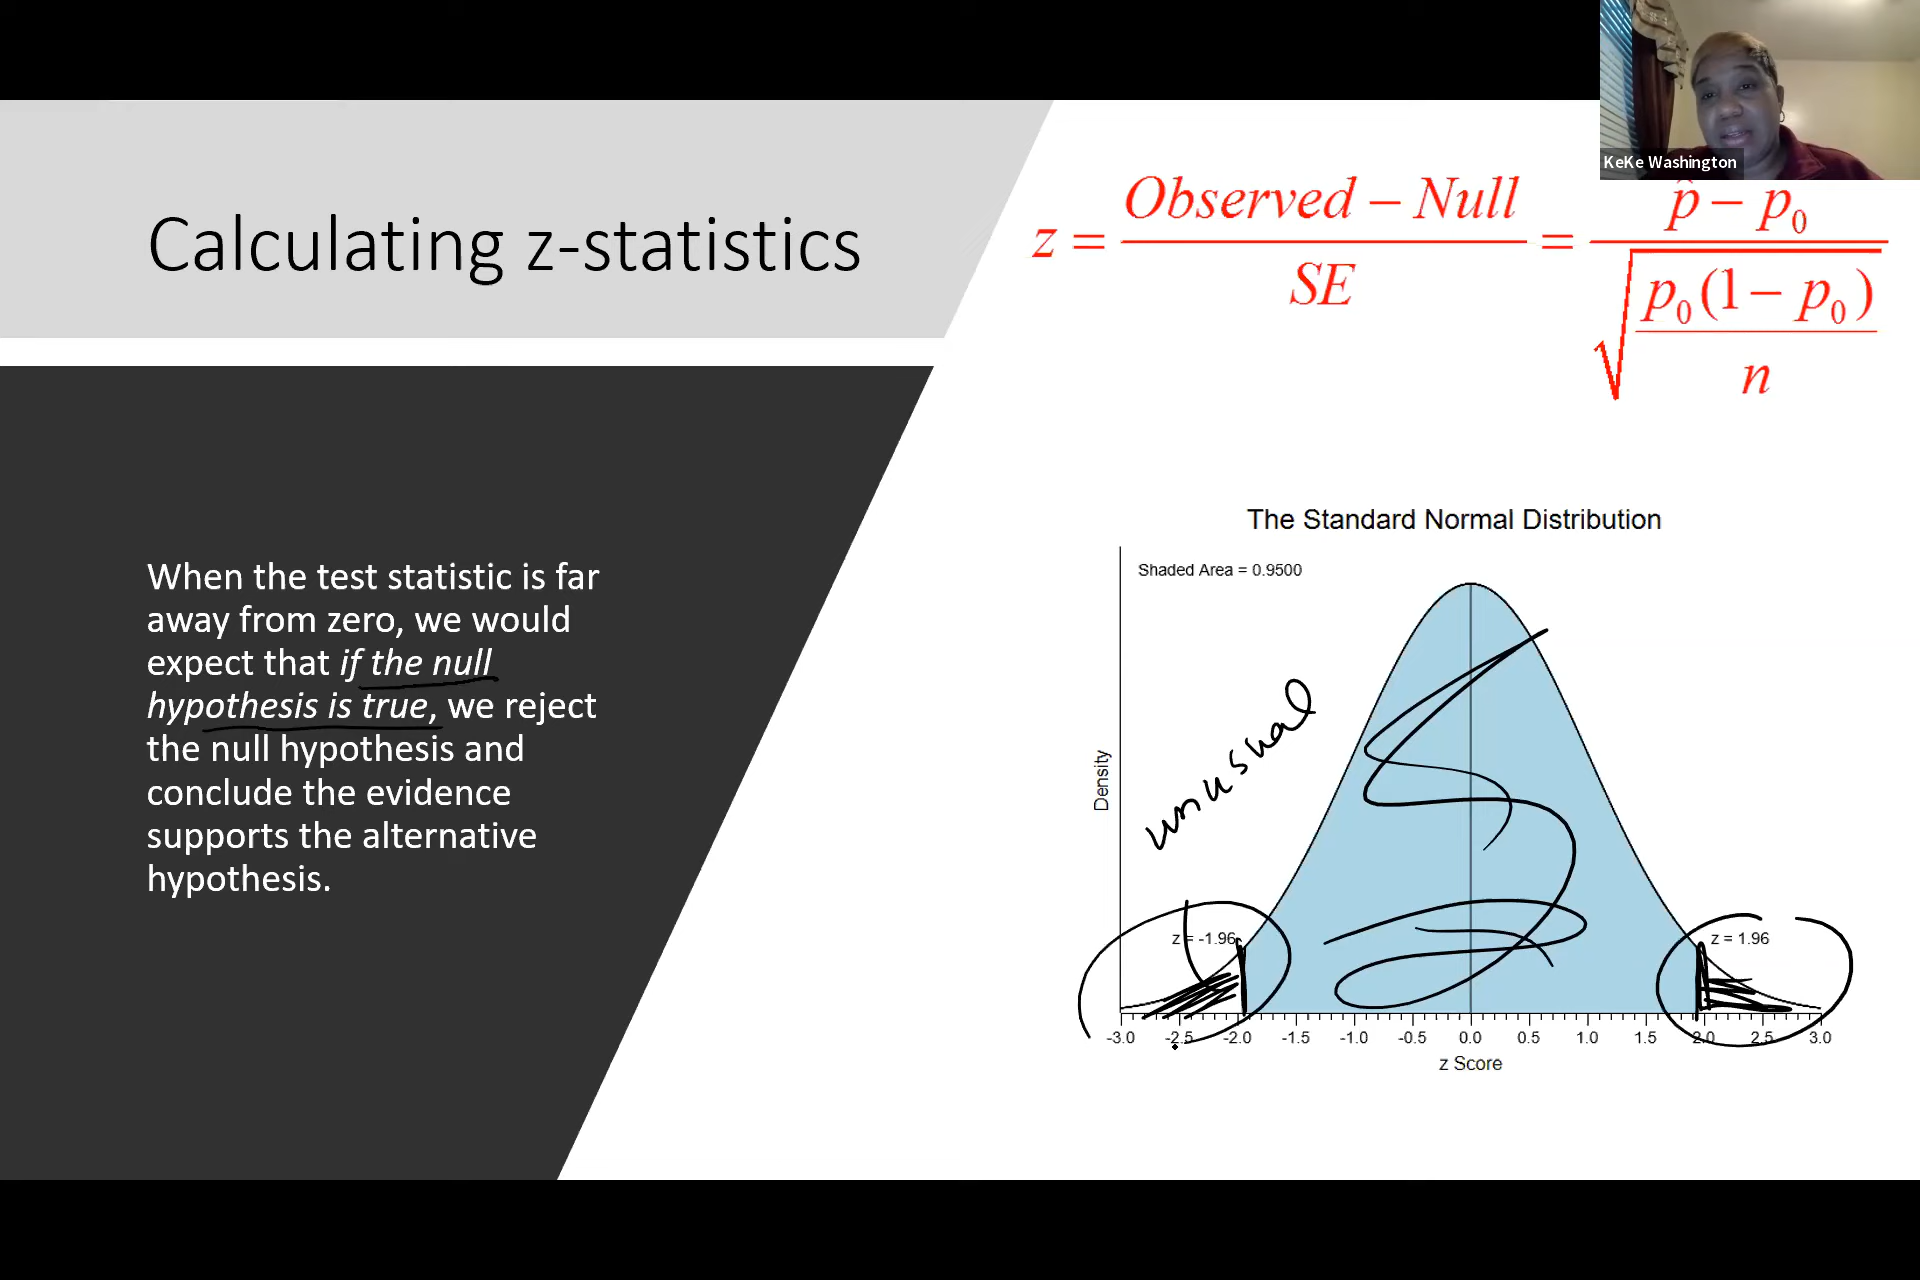 KeKe Washington
Calculating z-statistics
z = Observed – Null / SE = p̂ – p₀ / √(p₀(1 – p₀) / n)
When the test statistic is far
away from zero, we would
expect that if the null
hypothesis is true, we reject
the null hypothesis and
conclude the evidence
supports the alternative
hypothesis.
The Standard Normal Distribution
Shaded Area = 0.9500
unusual
Density
z = -1.96
z = 1.96
-3.0 -2.5 -2.0 -1.5 -1.0 -0.5 0.0 0.5 1.0 1.5 2.0 2.5 3.0
z Score